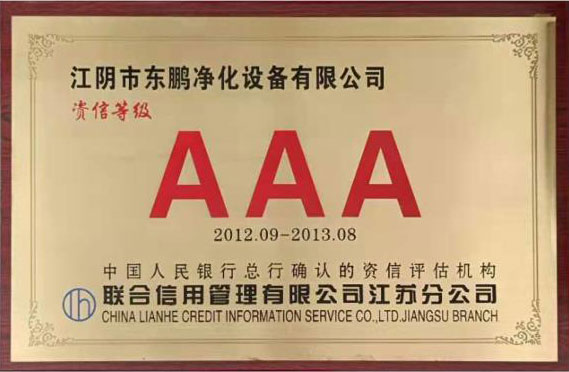 江阴市东鹏净化设备有限公司
资信等级
AAA
2012.09-2013.08
中国人民银行总行确认的资信评估机构
联合信用管理有限公司江苏分公司
CHINA LIANHE CREDIT INFORMATION SERVICE CO.,LTD.JIANGSU BRANCH